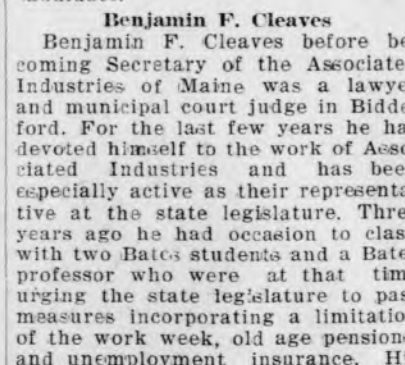 Benjamin F. Cleaves
Benjamin F. Cleaves before be
coming Secretary of the Associate
Industries of Maine was a lawye
and municipal court judge in Bidde
ford. For the last few years he ha
devoted himself to the work of Asso
ciated Industries and has bee
especially active as their representa
tive at the state legislature. Thre
years ago he had occasion to clas
with two Bates students and a Bate
professor who were at that tim
urging the state legislature to pas
measures incorporating a limitatio
of the work week, old age pension
and unemployment insurance. H